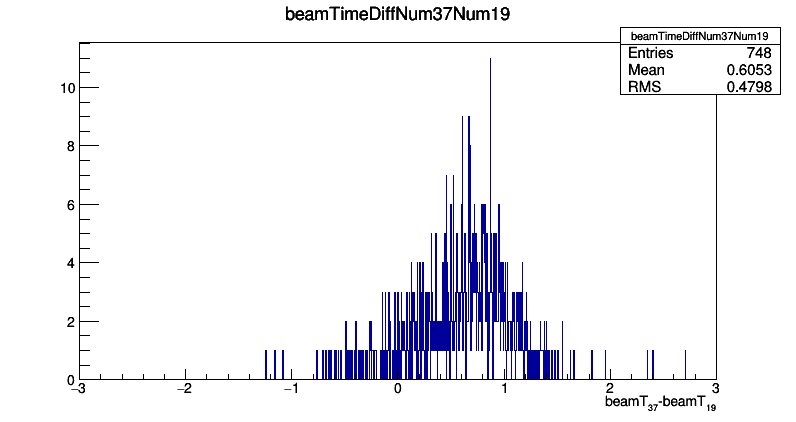 beamTimeDiffNum37Num19
beamTimeDiffNum37Num19
Entries 748
Mean 0.6053
RMS 0.4798
10
8
6
4
2
0
−3 −2 −1 0 1 2 3
beamT37-beamT19